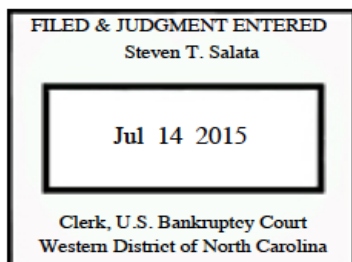 FILED & JUDGMENT ENTERED
Steven T. Salata
Jul 14 2015
Clerk, U.S. Bankruptcy Court
Western District of North Carolina